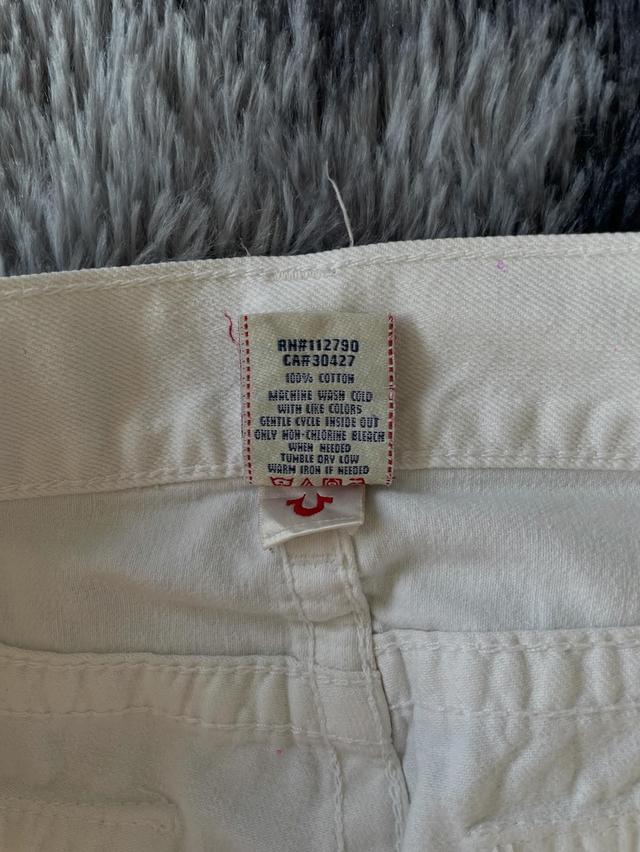 RN#112790
CA#30427
100% COTTON
MACHINE WASH COLD
WITH LIKE COLORS
GENTLE CYCLE INSIDE OUT
ONLY NON-CHLORINE BLEACH
WHEN NEEDED
TUMBLE DRY LOW
WARM IRON IF NEEDED